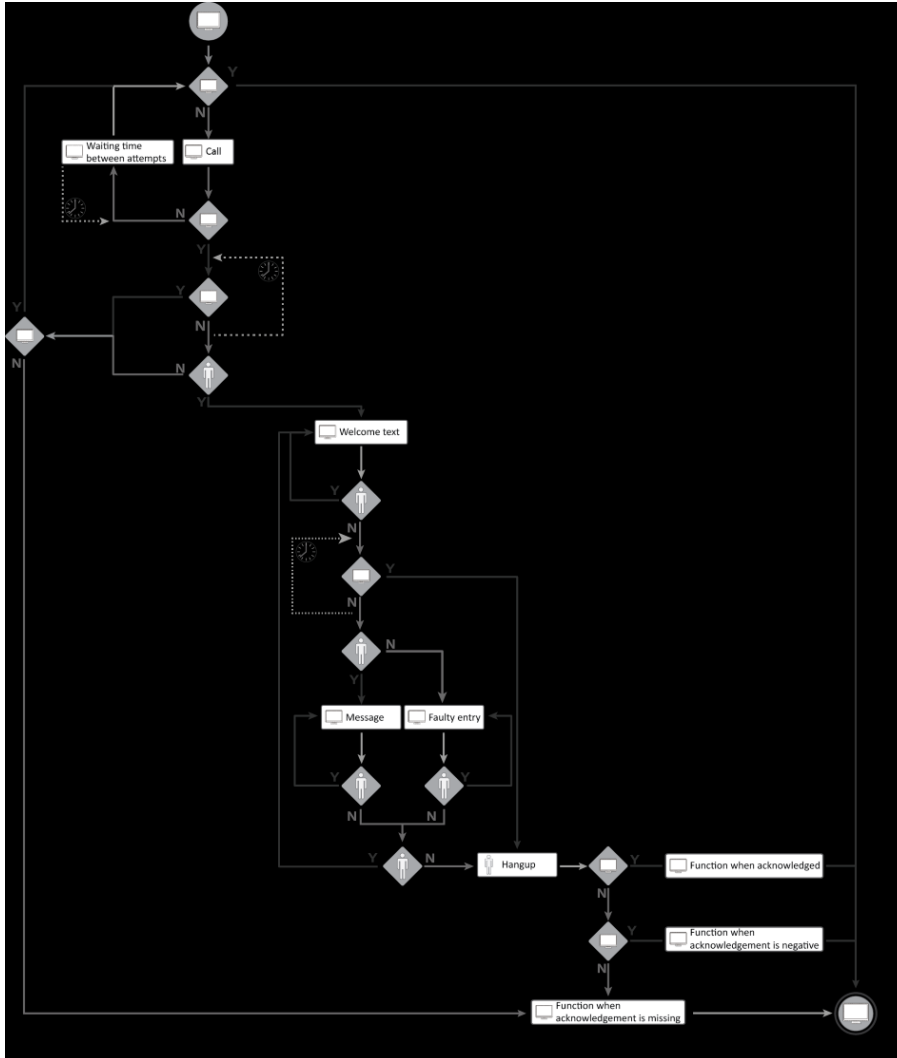 Y
N
Waiting time
between attempts
Call
N
Y
Y
Y
N
N
N
Y
Welcome text
Y
N
Y
N
N
Y
Message
Faulty entry
Y
Y
N
N
Y
N
Hangup
Y
Function when acknowledged
N
Y
Function when
acknowledgement is negative
N
Function when
acknowledgement is missing